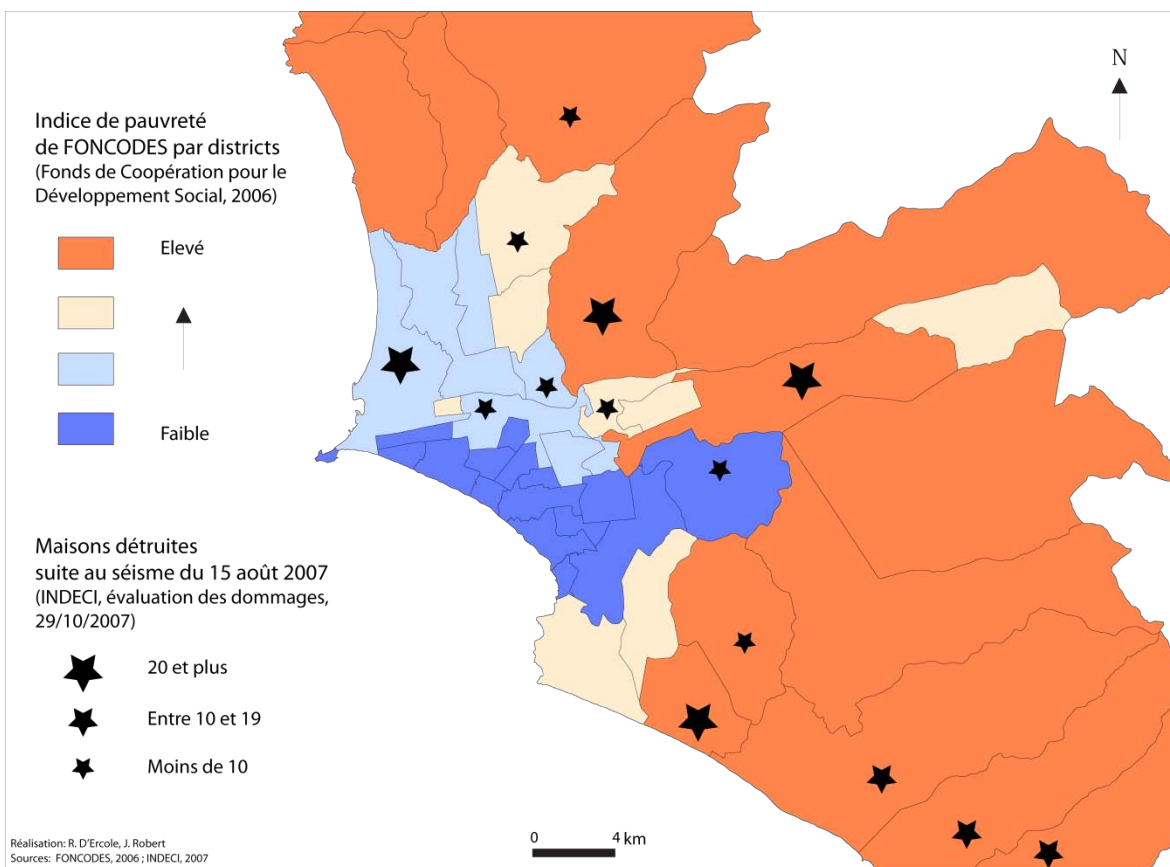 N
Indice de pauvreté
de FONCODES par districts
(Fonds de Coopération pour le
Développement Social, 2006)
Elevé
Faible
Maisons détruites
suite au séisme du 15 août 2007
(INDECI, évaluation des dommages,
29/10/2007)
20 et plus
Entre 10 et 19
Moins de 10
0 4 km
Réalisation: R. D'Ercole, J. Robert
Sources: FONCODES, 2006 ; INDECI, 2007